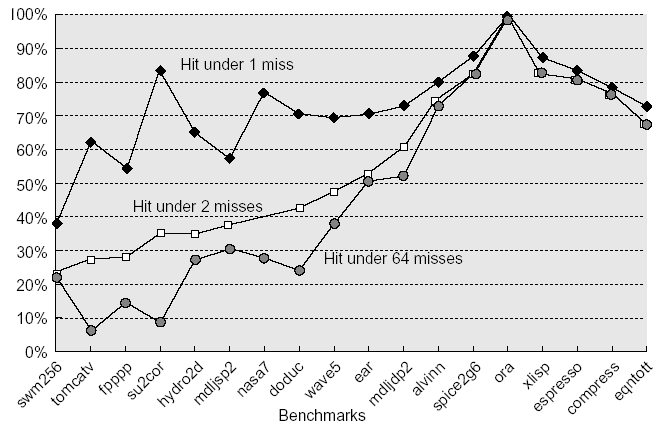 100%
90%
80%
70%
60%
50%
40%
30%
20%
10%
0%
Hit under 1 miss
Hit under 2 misses
Hit under 64 misses
swm256
tomcatv
fpppp
su2cor
hydro2d
mdljsp2
nasa7
doduc
wave5
ear
mdljdp2
alvinn
spice2g6
ora
xlisp
espresso
compress
eqntott
Benchmarks